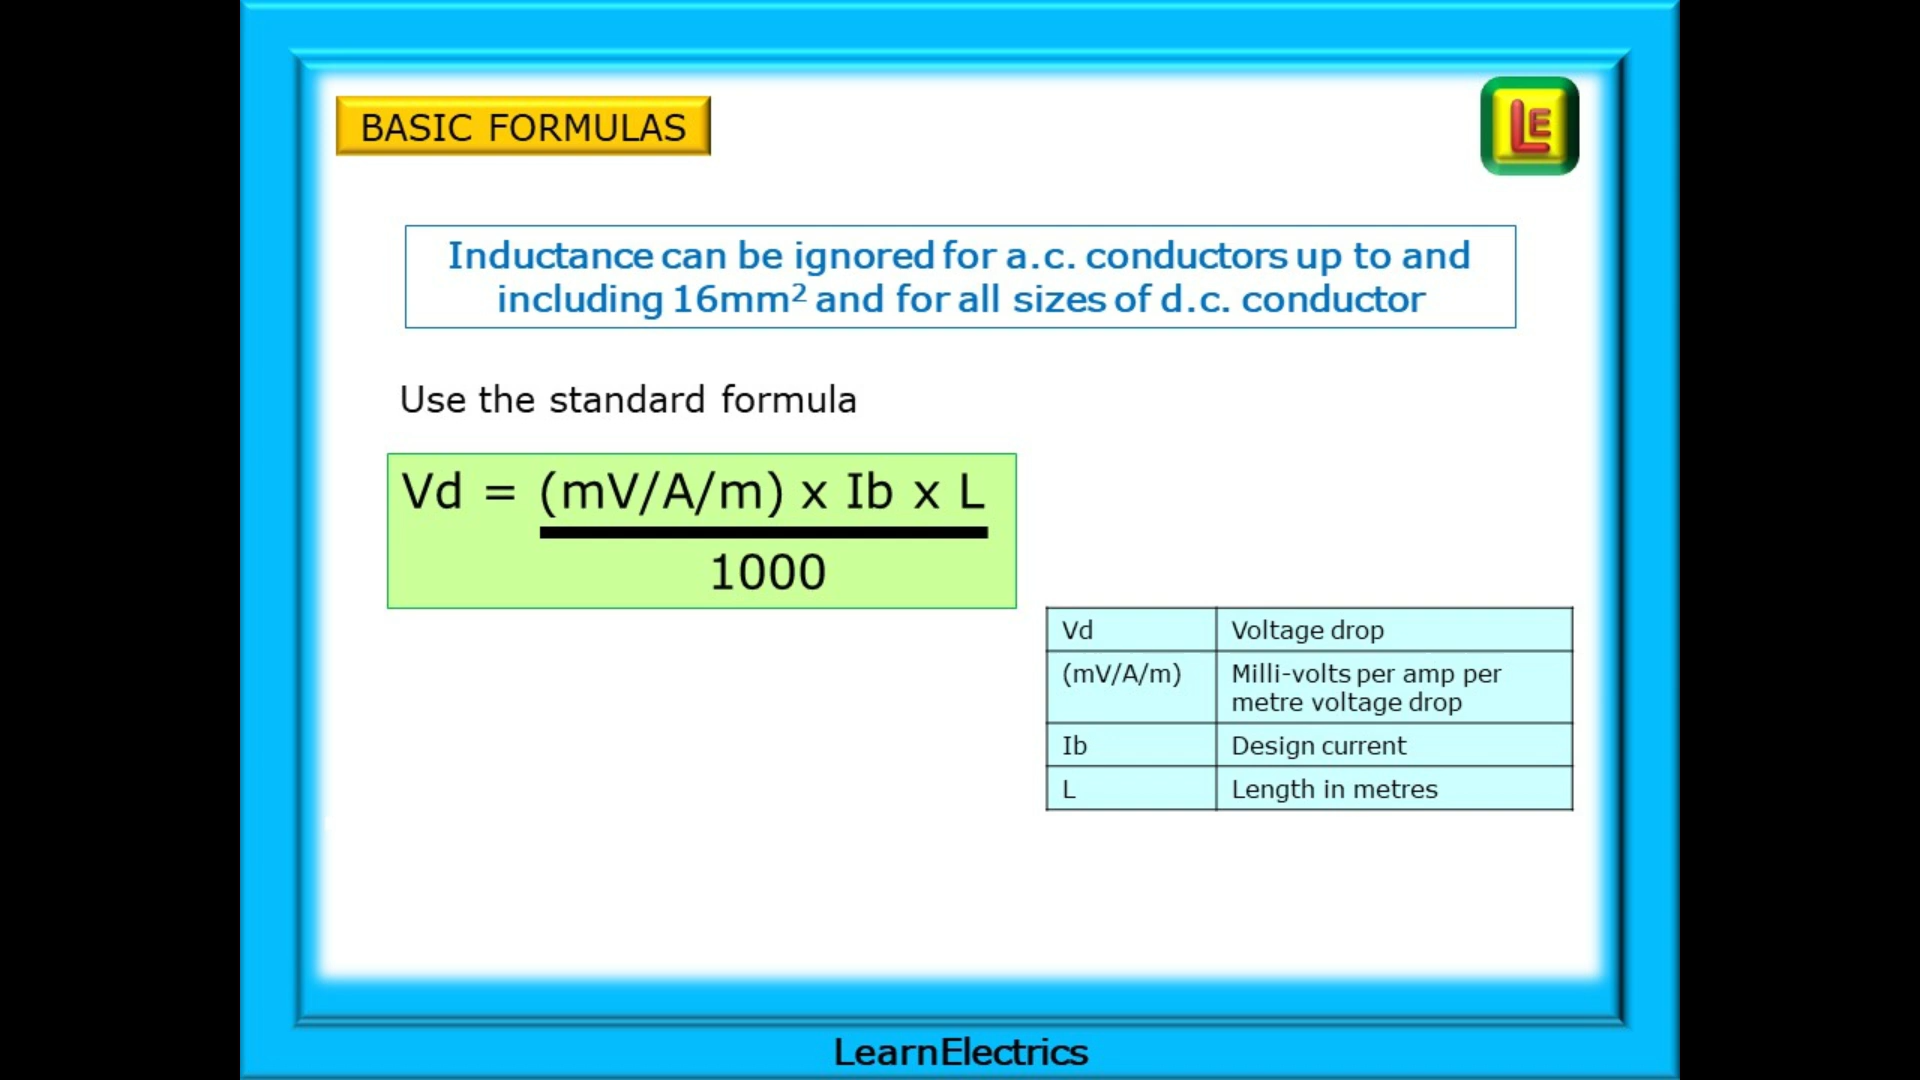 BASIC FORMULAS
LE
Inductance can be ignored for a.c. conductors up to and
including 16mm² and for all sizes of d.c. conductor
Use the standard formula
Vd = (mV/A/m) x Ib x L
1000
Vd Voltage drop
(mV/A/m) Milli-volts per amp per
metre voltage drop
Ib Design current
L Length in metres
LearnElectrics